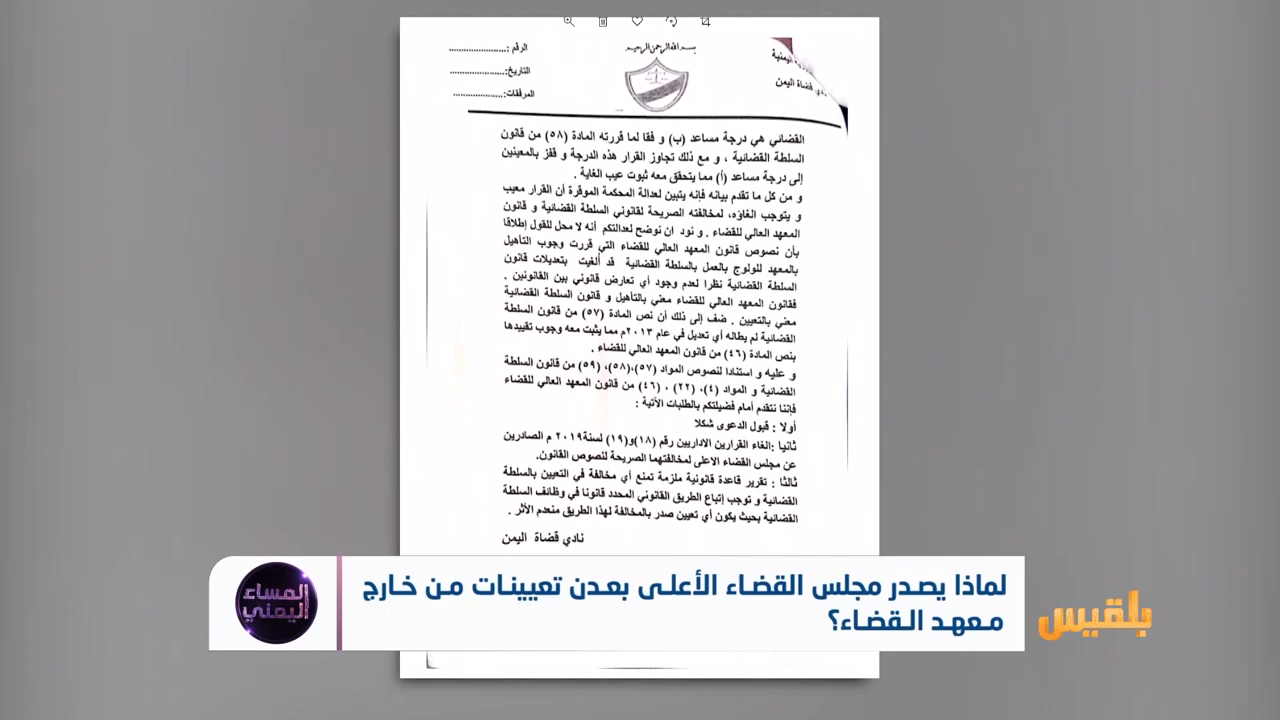 اليمنية
نادي قضاة اليمن
بسم الله الرحمن الرحيم
الرقم :
التاريخ:
المرفقات:
القضائي هي درجة مساعد (ب) و فقا لما قررته المادة (٥٨) من قانون
السلطة القضائية ، و مع ذلك تجاوز القرار هذه الدرجة و قفز بالمعينين
إلى درجة مساعد (أ) مما يتحقق معه ثبوت عيب الغاية .
و من كل ما تقدم بيانه فإنه يتبين لعدالة المحكمة الموقرة أن القرار معيب
و يتوجب الغاؤه، لمخالفته الصريحة لقانوني السلطة القضائية و قانون
المعهد العالي للقضاء . و نود ان نوضح لعدالتكم أنه لا محل للقول إطلاقا
بأن نصوص قانون المعهد العالي للقضاء التي قررت وجوب التأهيل
بالمعهد للولوج بالعمل بالسلطة القضائية قد ألغيت بتعديلات قانون
السلطة القضائية نظرا لعدم وجود أي تعارض قانوني بين القانونين .
فقانون المعهد العالي للقضاء معني بالتأهيل و قانون السلطة القضائية
معني بالتعيين . ضف إلى ذلك أن نص المادة (٥٧) من قانون السلطة
القضائية لم يطاله أي تعديل في عام ٢٠١٣م مما يثبت معه وجوب تقييدها
بنص المادة (٤٦) من قانون المعهد العالي للقضاء .
و عليه و استنادا لنصوص المواد (٥٧)،(٥٨)، (٥٩) من قانون السلطة
القضائية و المواد (٤)، (٢٢) ، (٤٦) من قانون المعهد العالي للقضاء
فإننا نتقدم أمام فضيلتكم بالطلبات الآتية :
أولا : قبول الدعوى شكلا
ثانيا :الغاء القرارين الاداريين رقم (١٨)و(١٩) لسنة٢٠١٩ م الصادرين
عن مجلس القضاء الاعلى لمخالفتهما الصريحة لنصوص القانون.
ثالثا : تقرير قاعدة قانونية ملزمة تمنع أي مخالفة في التعيين بالسلطة
القضائية و توجب إتباع الطريق القانوني المحدد قانونا في وظائف السلطة
القضائية بحيث يكون أي تعيين صدر بالمخالفة لهذا الطريق منعدم الأثر .
نادي قضاة اليمن
لماذا يصدر مجلس القضاء الأعلى بعدن تعيينات من خارج
معهد القضاء؟
المساء
اليمني
بلقيس